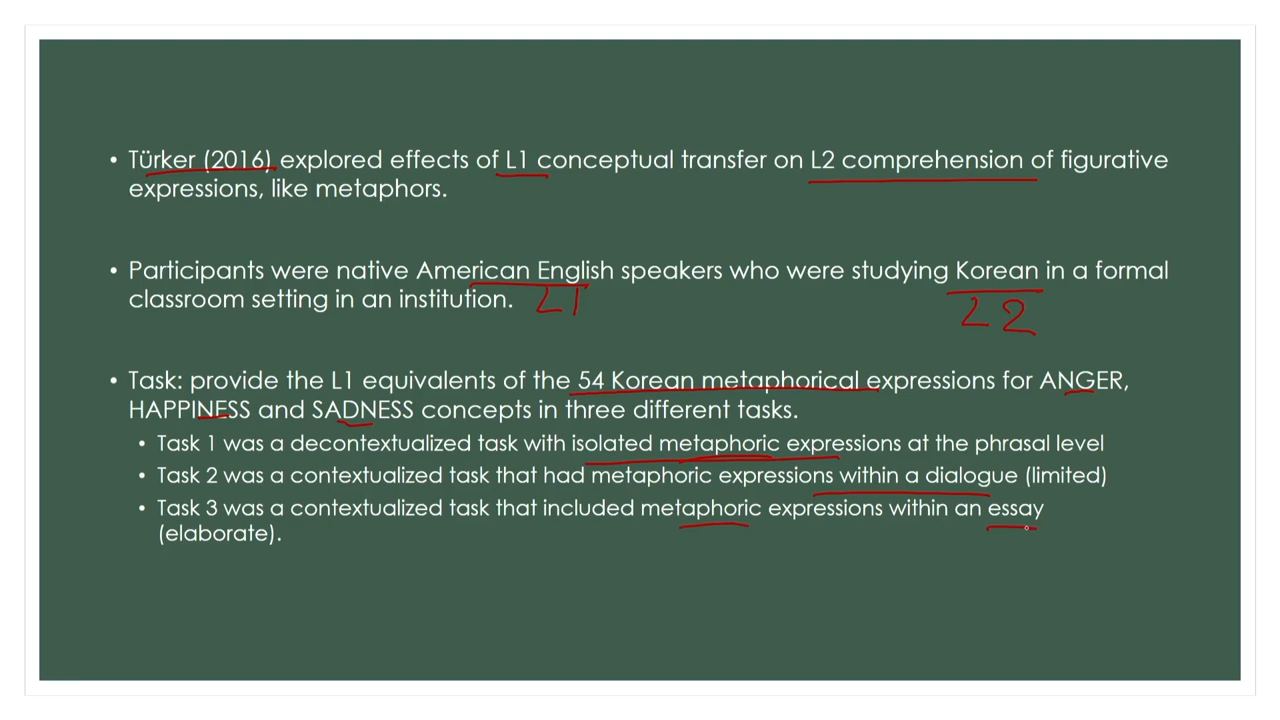 • Türker (2016) explored effects of L1 conceptual transfer on L2 comprehension of figurative
expressions, like metaphors.
• Participants were native American English speakers who were studying Korean in a formal
classroom setting in an institution.
L1
L2
• Task: provide the L1 equivalents of the 54 Korean metaphorical expressions for ANGER,
HAPPINESS and SADNESS concepts in three different tasks.
• Task 1 was a decontextualized task with isolated metaphoric expressions at the phrasal level
• Task 2 was a contextualized task that had metaphoric expressions within a dialogue (limited)
• Task 3 was a contextualized task that included metaphoric expressions within an essay
(elaborate).